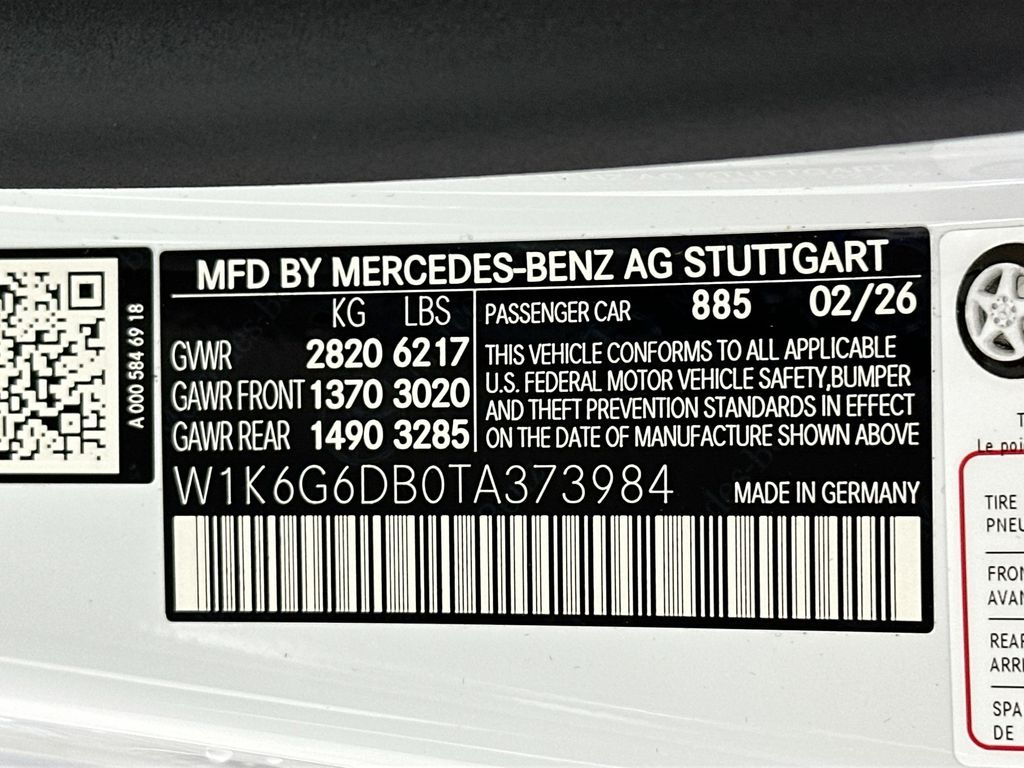 MFD BY MERCEDES-BENZ AG STUTTGART
KG LBS
GVWR 2820 6217
GAWR FRONT 1370 3020
GAWR REAR 1490 3285
PASSENGER CAR 885 02/26
THIS VEHICLE CONFORMS TO ALL APPLICABLE
U.S. FEDERAL MOTOR VEHICLE SAFETY,BUMPER
AND THEFT PREVENTION STANDARDS IN EFFECT
ON THE DATE OF MANUFACTURE SHOWN ABOVE
W1K6G6DB0TA373984
MADE IN GERMANY
A 000 584 69 18
T
Le poi
TIRE
PNEU
FRON
AVAN
REAR
ARRI
SPA
DE